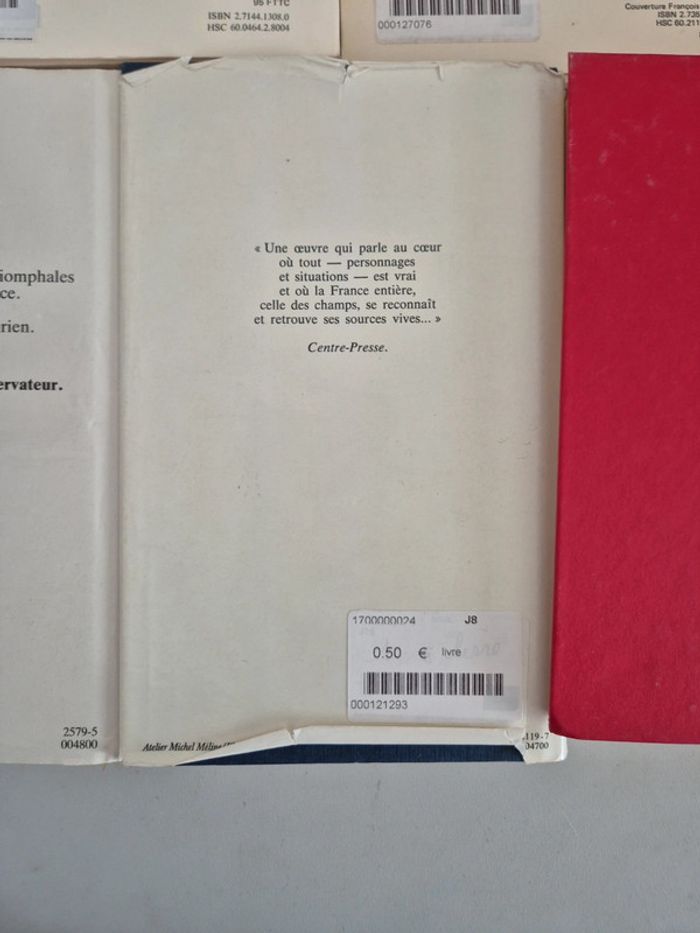 95 FTTC
ISBN 2.7144.1308.0
HSC 60.0464.2.8004
000127076
Couverture François
ISBN 2.735
HSC 60.211
iomphales
ce.
rien.
ervateur.
2579-5
004800
« Une œuvre qui parle au cœur
où tout — personnages
et situations — est vrai
et où la France entière,
celle des champs, se reconnaît
et retrouve ses sources vives... »
Centre-Presse.
1700000024 J8
0.50 € livre
000121293
Atelier Michel Méline
119-7
04700